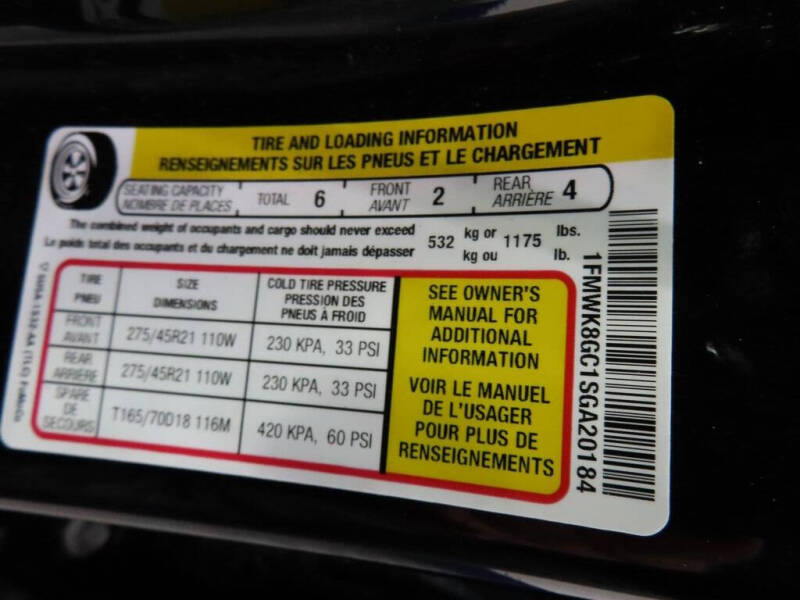 TIRE AND LOADING INFORMATION
RENSEIGNEMENTS SUR LES PNEUS ET LE CHARGEMENT
SEATING CAPACITY
NOMBRE DE PLACES
TOTAL 6
FRONT
AVANT 2
REAR
ARRIÈRE 4
The combined weight of occupants and cargo should never exceed
Le poids total des occupants et du chargement ne doit jamais dépasser
532 kg or 1175 lbs.
kg ou lb.
TIRE
PNEU
SIZE
DIMENSIONS
COLD TIRE PRESSURE
PRESSION DES
PNEUS À FROID
FRONT
AVANT
275/45R21 110W
230 KPA, 33 PSI
REAR
ARRIERE
275/45R21 110W
230 KPA, 33 PSI
SPARE
DE
SECOURS
T165/70D18 116M
420 KPA, 60 PSI
SEE OWNER'S
MANUAL FOR
ADDITIONAL
INFORMATION
VOIR LE MANUEL
DE L'USAGER
POUR PLUS DE
RENSEIGNEMENTS
1FMWK8GC1SGA20184